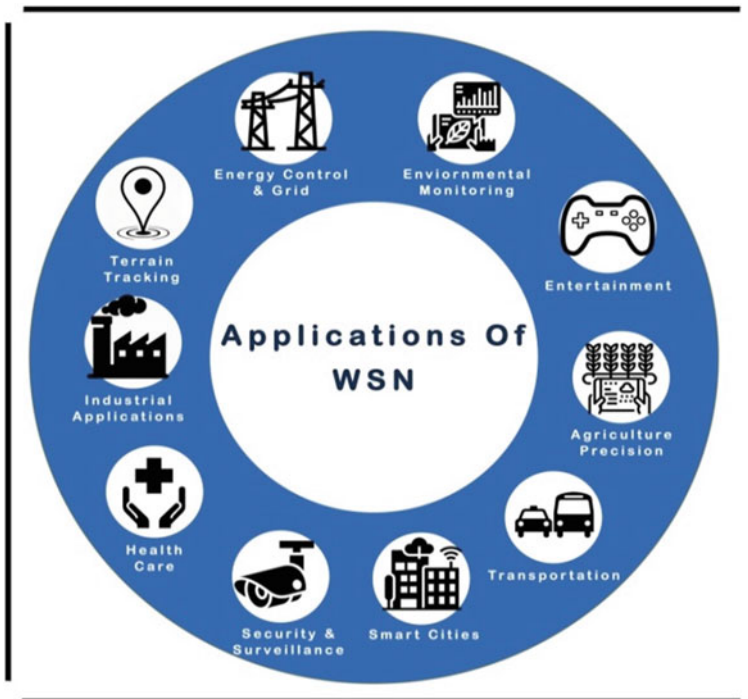 Energy Control
& Grid
Enviornmental
Monitoring
Entertainment
Agriculture
Precision
Transportation
Smart Cities
Security &
Surveillance
Health
Care
Industrial
Applications
Terrain
Tracking
Applications Of
WSN